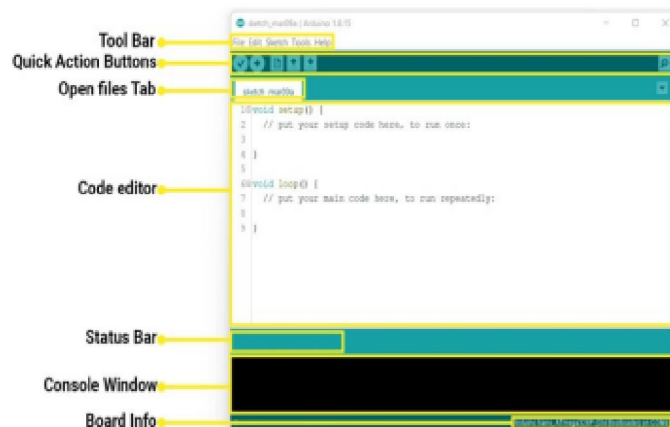 sketch_mar09a | Arduino 1.8.15
Tool Bar
File Edit Sketch Tools Help
Quick Action Buttons
Open files Tab
sketch_mar09a
1 void setup() {
2 // put your setup code here, to run once:
3
4 }
5
Code editor
6 void loop() {
7 // put your main code here, to run repeatedly:
8
9 }
Status Bar
Console Window
Board Info